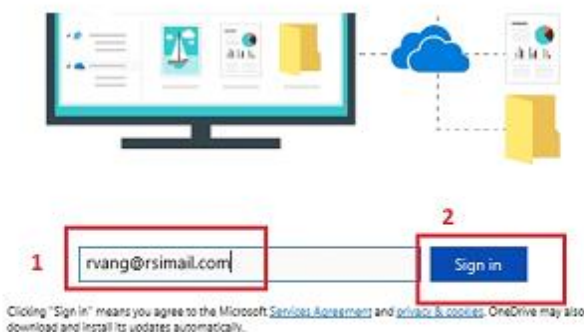 2
1
rvang@rsimail.com
Sign in
Clicking "Sign in" means you agree to the Microsoft Services Agreement and privacy & cookies. OneDrive may also
download and install its updates automatically.